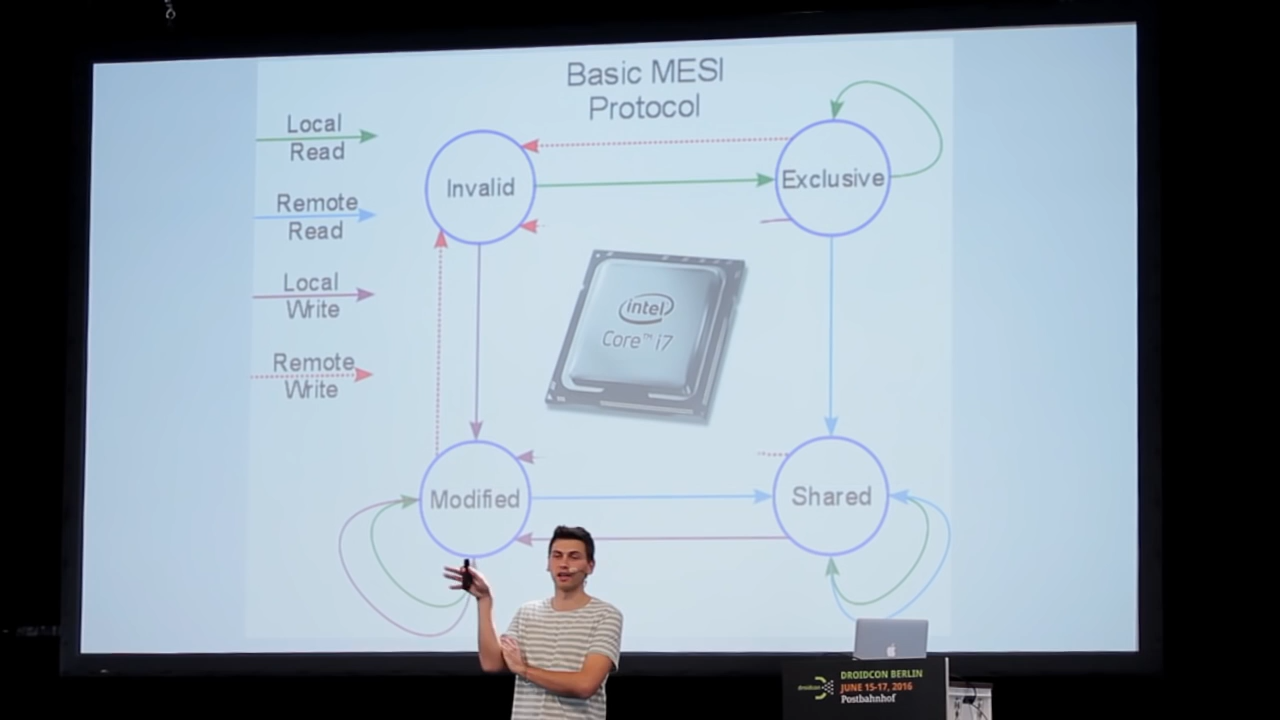 Basic MESI
Protocol
Local
Read
Remote
Read
Local
Write
Remote
Write
Invalid
Exclusive
intel
Core™ i7
Modified
Shared
droidcon
DROIDCON BERLIN
JUNE 15-17, 2016
Postbahnhof